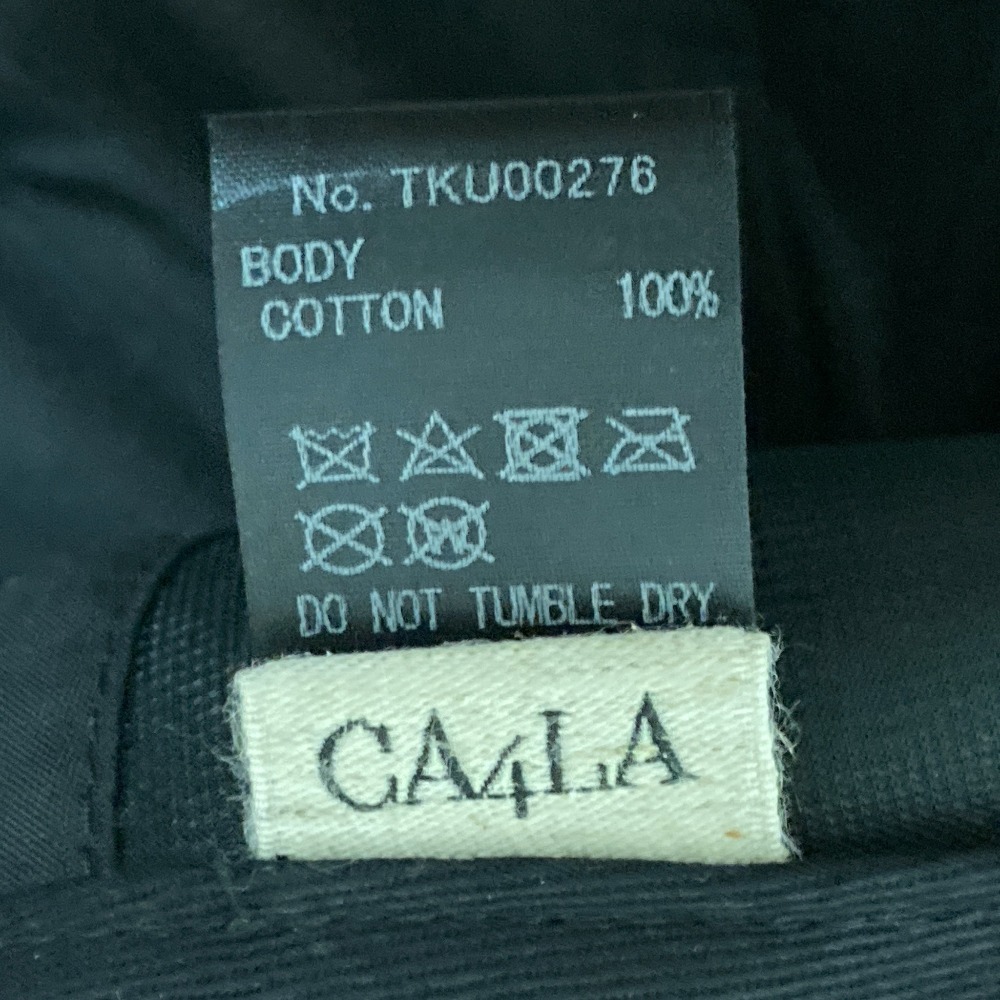 No. TKU00276
BODY
COTTON 100%
W
DO NOT TUMBLE DRY
CA4LA